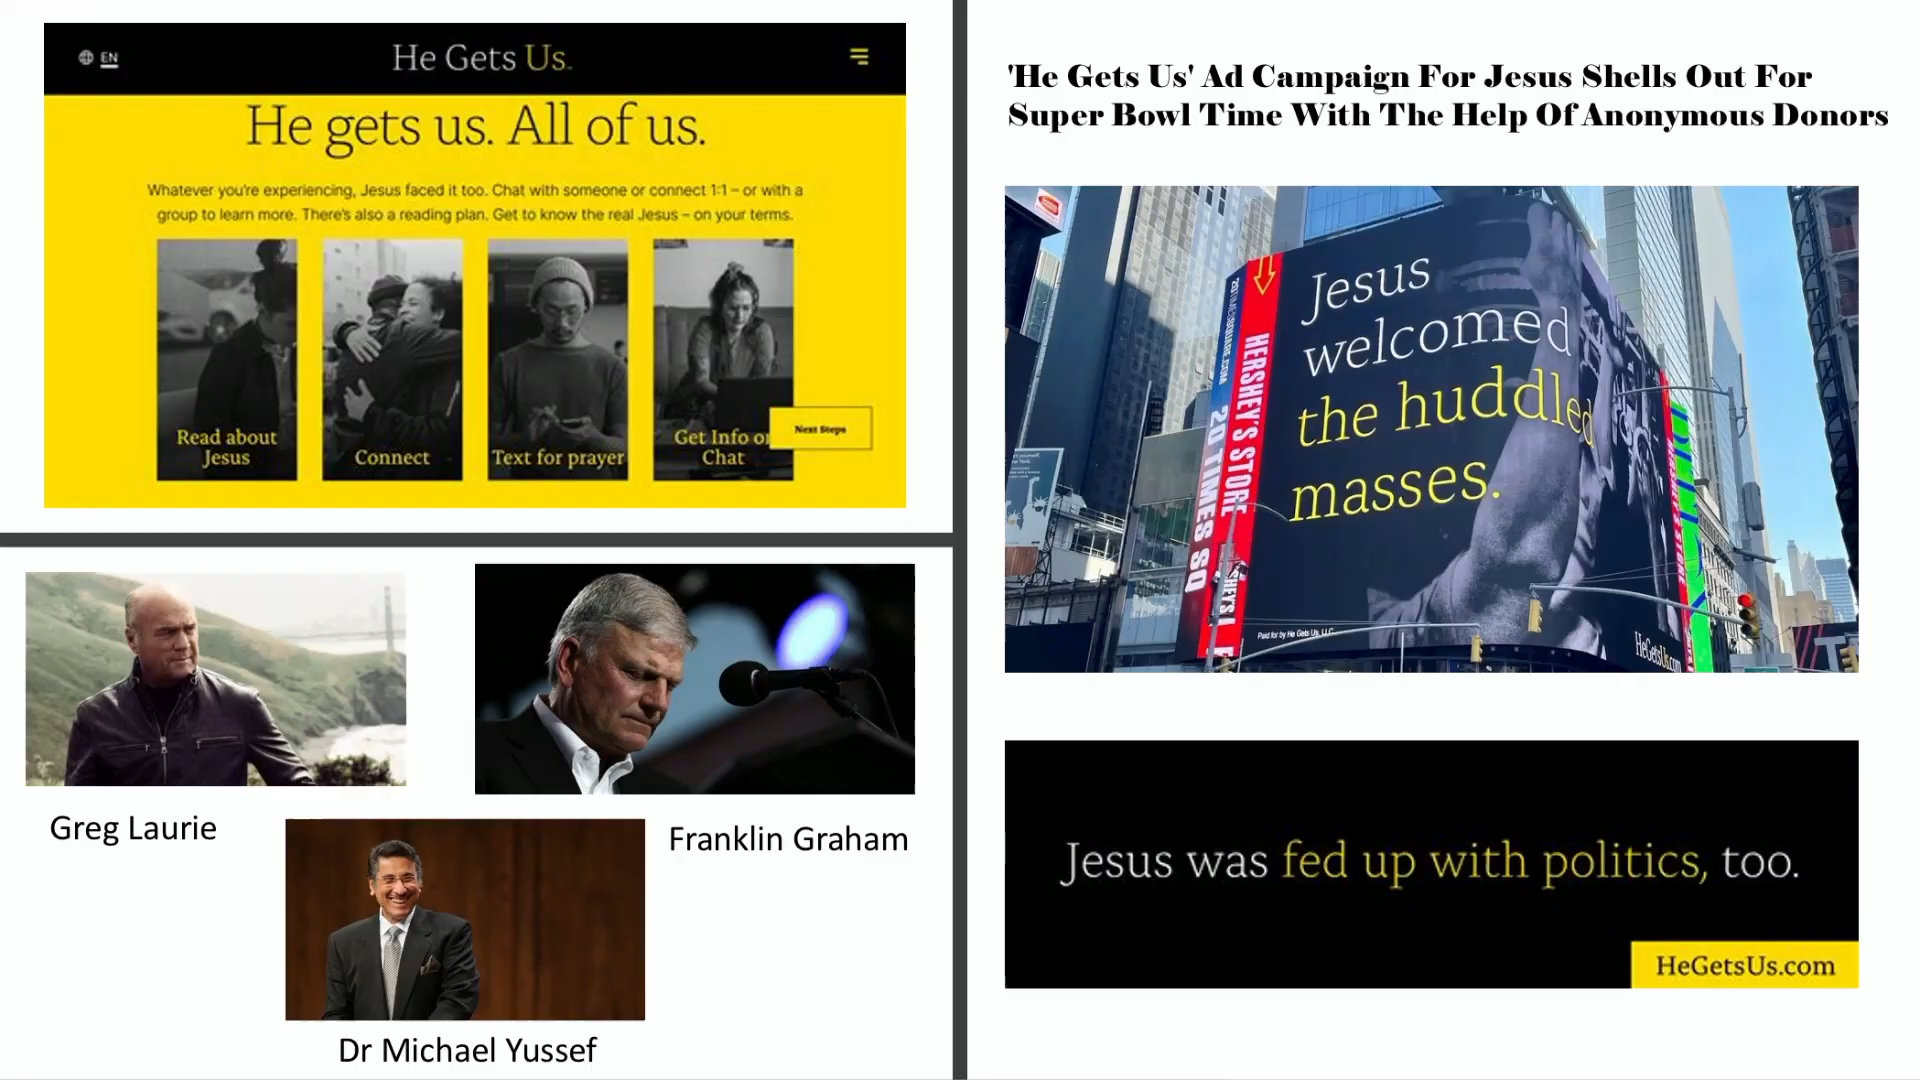 EN
He Gets Us.
He gets us. All of us.
Whatever you're experiencing, Jesus faced it too. Chat with someone or connect 1:1 – or with a
group to learn more. There's also a reading plan. Get to know the real Jesus – on your terms.
Read about
Jesus
Connect
Text for prayer
Get Info or
Chat
Next Steps
Greg Laurie
Franklin Graham
Dr Michael Yussef
'He Gets Us' Ad Campaign For Jesus Shells Out For
Super Bowl Time With The Help Of Anonymous Donors
Jesus
welcomed
the huddled
masses.
HERSHEY'S STORE
20 TIMES SQ
Paid for by He Gets Us, LLC
HeGetsUs.com
Jesus was fed up with politics, too.
HeGetsUs.com